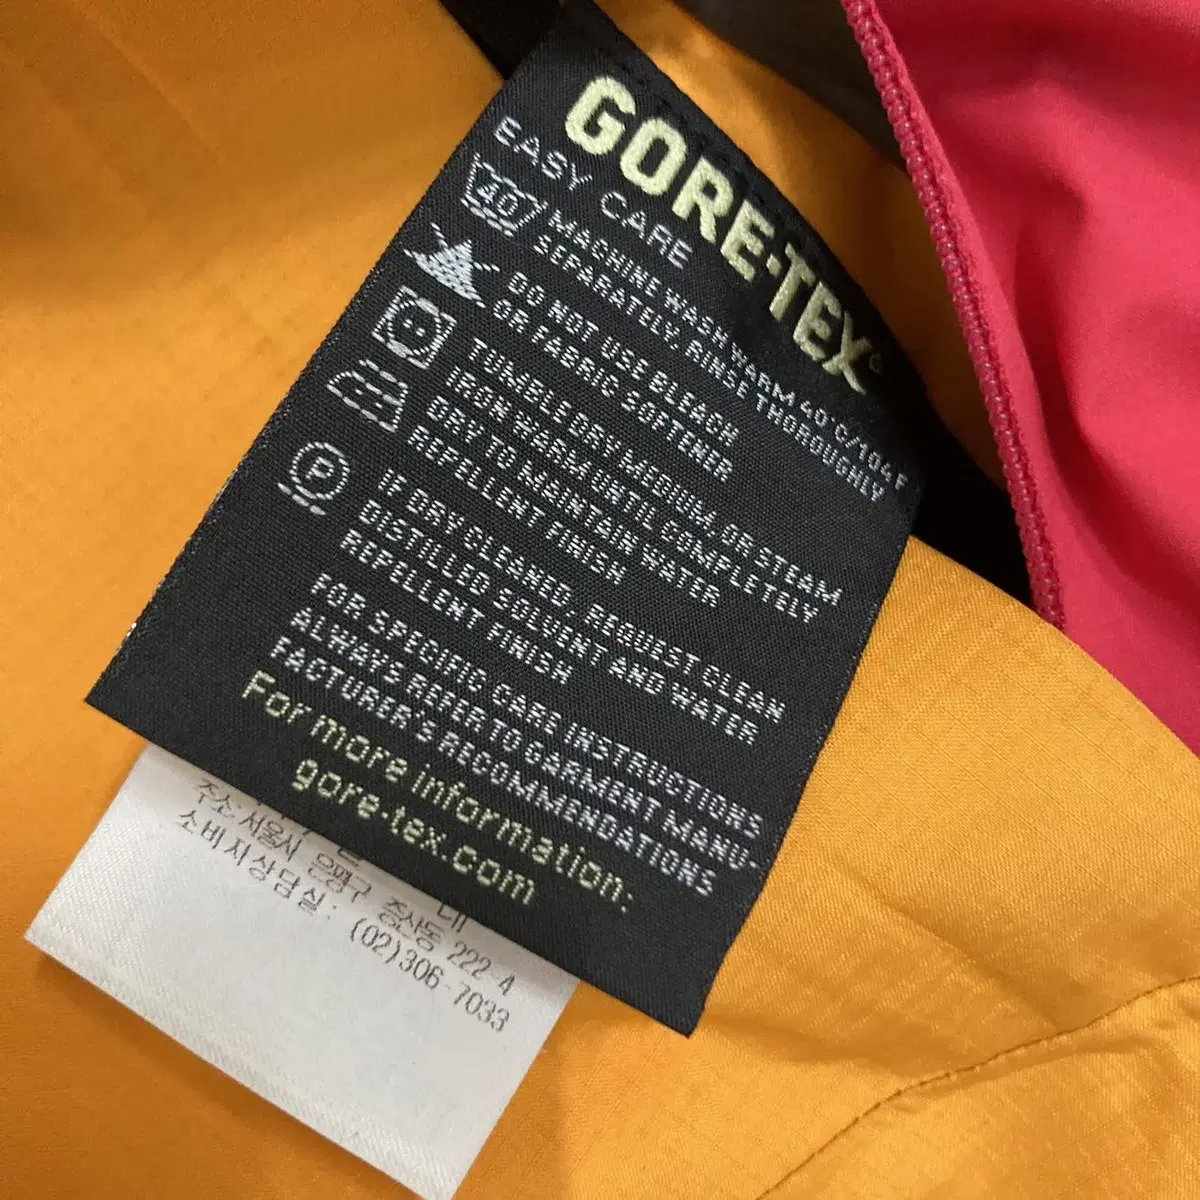 GORE-TEX®
EASY CARE
40
MACHINE WASH WARM 40°C/104 F
SEPARATELY, RINSE THOROUGHLY
DO NOT USE BLEACH
OR FABRIC SOFTENER
TUMBLE DRY MEDIUM, OR STEAM
IRON WARM UNTIL COMPLETELY
DRY TO MAINTAIN WATER
REPELLENT FINISH
P
IF DRY CLEANED, REQUEST CLEAN
DISTILLED SOLVENT AND WATER
REPELLENT FINISH
FOR SPECIFIC CARE INSTRUCTIONS
ALWAYS REFER TO GARMENT MANU-
FACTURER'S RECOMMENDATIONS
For more information:
gore-tex.com
주소:서울시 은평구 증산동 222-4
소비자상담실: (02)306-7033